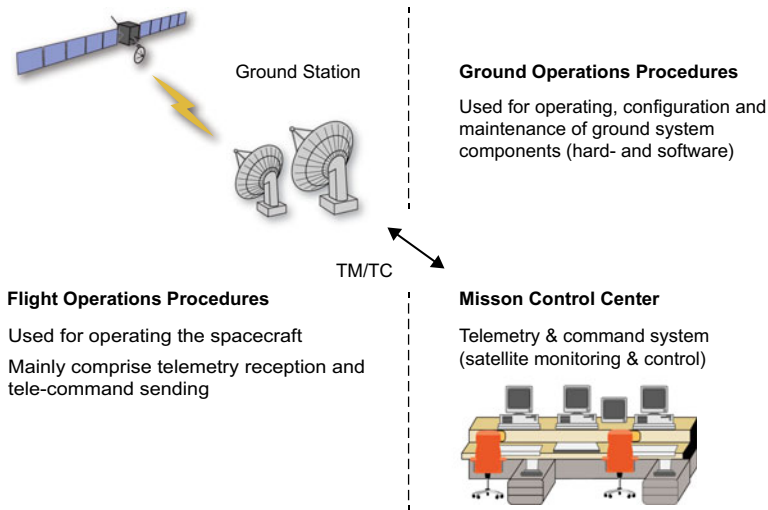 Ground Station
Ground Operations Procedures
Used for operating, configuration and
maintenance of ground system
components (hard- and software)
TM/TC
Flight Operations Procedures
Used for operating the spacecraft
Mainly comprise telemetry reception and
tele-command sending
Misson Control Center
Telemetry & command system
(satellite monitoring & control)